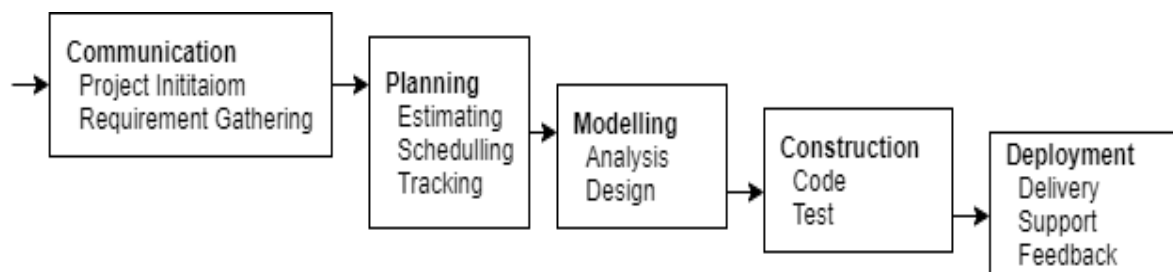 Communication
Project Inititaiom
Requirement Gathering
Planning
Estimating
Schedulling
Tracking
Modelling
Analysis
Design
Construction
Code
Test
Deployment
Delivery
Support
Feedback